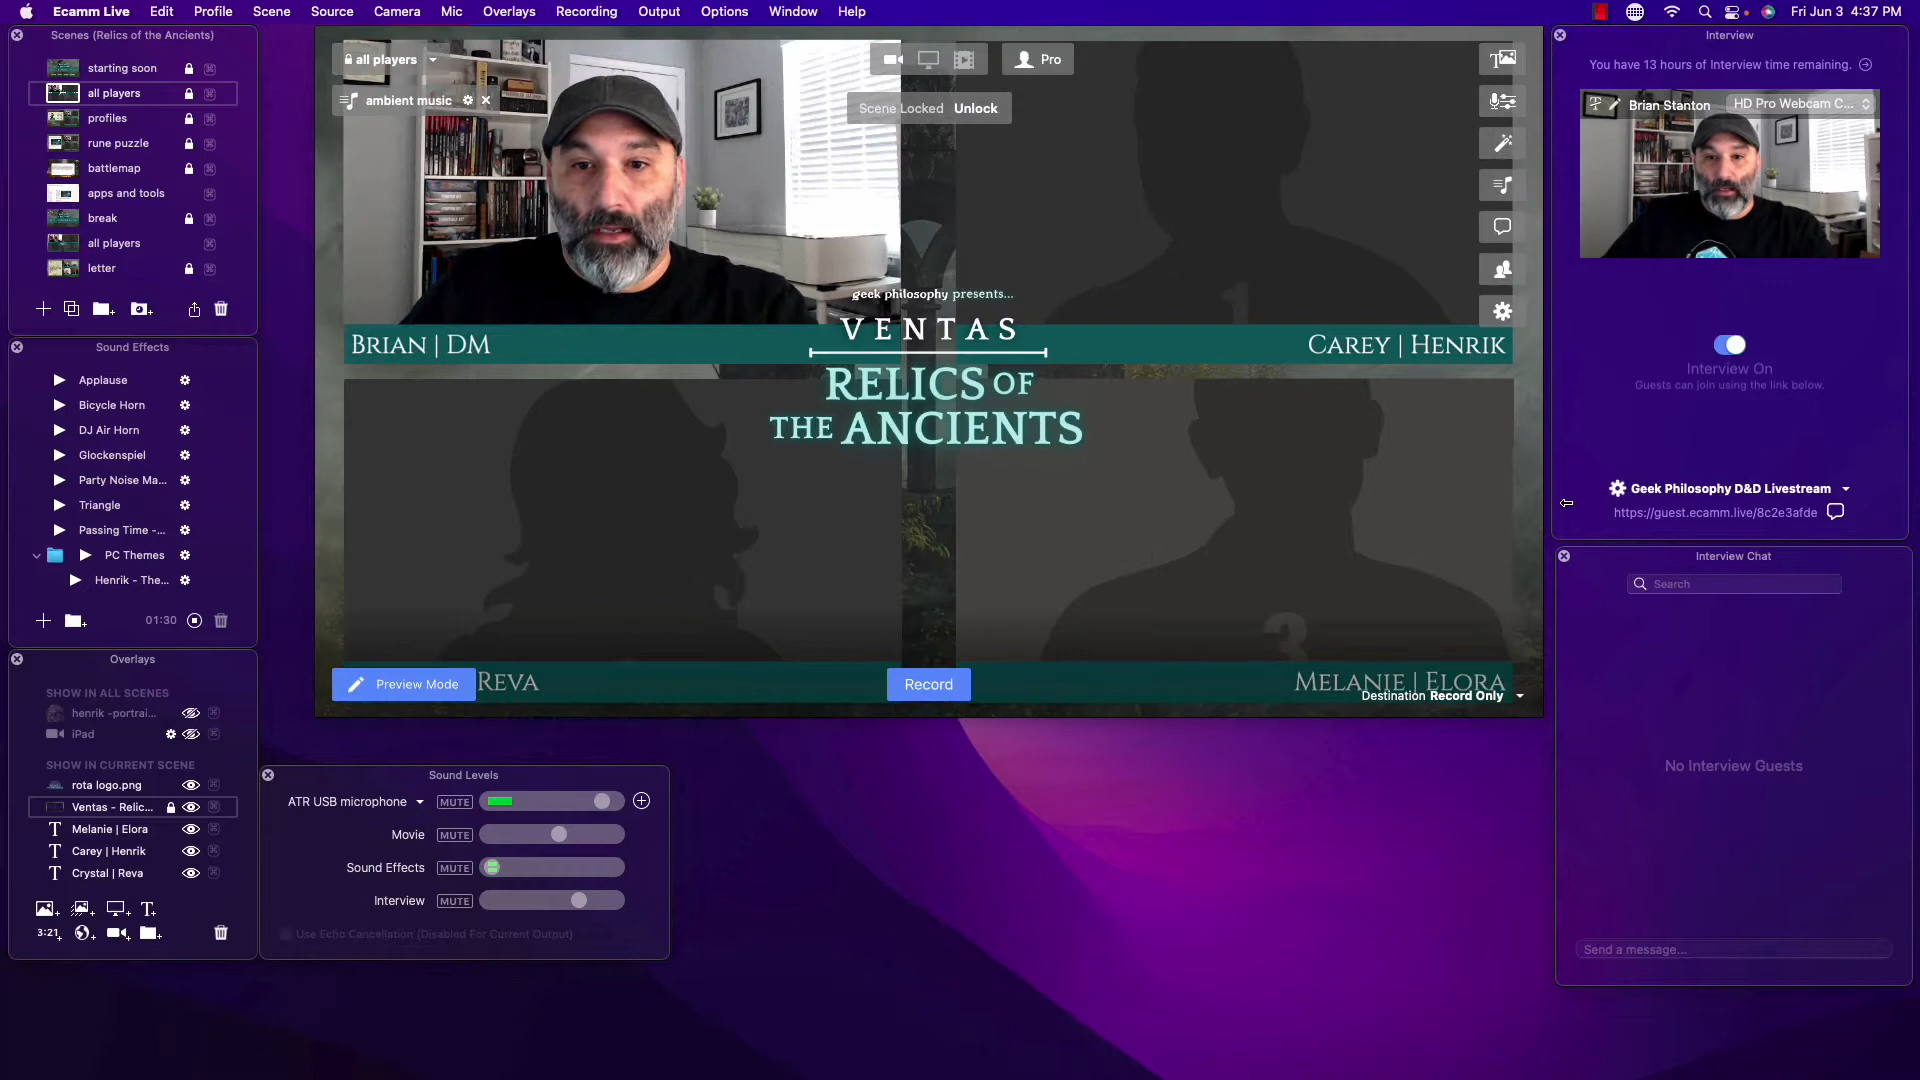 Ecamm Live Edit Profile Scene Source Camera Mic Overlays Recording Output Options Window Help
Fri Jun 3 4:37 PM
Scenes (Relics of the Ancients)
starting soon
all players
profiles
rune puzzle
battlemap
apps and tools
break
all players
letter
Sound Effects
Applause
Bicycle Horn
DJ Air Horn
Glockenspiel
Party Noise Ma...
Triangle
Passing Time -...
PC Themes
Henrik - The...
01:30
Overlays
SHOW IN ALL SCENES
henrik -portrai...
iPad
SHOW IN CURRENT SCENE
rota logo.png
Ventas - Relic...
T Melanie | Elora
T Carey | Henrik
T Crystal | Reva
3:21
all players
ambient music
Pro
Scene Locked Unlock
geek philosophy presents...
VENTAS
RELICS OF
THE ANCIENTS
BRIAN | DM
CAREY | HENRIK
1
3
Preview Mode
REVA
Record
MELANIE | ELORA
Destination Record Only
Sound Levels
ATR USB microphone MUTE
Movie MUTE
Sound Effects MUTE
Interview MUTE
Use Echo Cancellation (Disabled For Current Output)
Interview
You have 13 hours of Interview time remaining.
Brian Stanton HD Pro Webcam C...
Interview On
Guests can join using the link below.
Geek Philosophy D&D Livestream
https://guest.ecamm.live/8c2e3afde
Interview Chat
Search
No Interview Guests
Send a message...